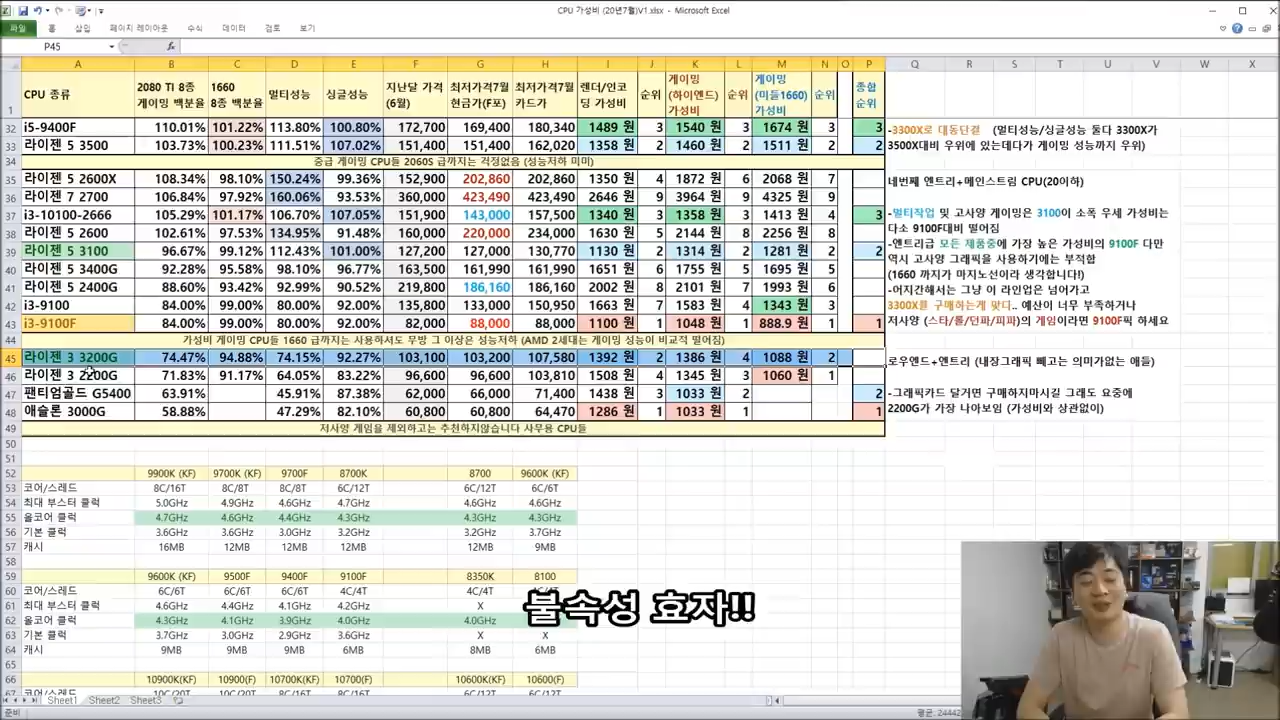 CPU 가성비 (20년7월)V1.xlsx - Microsoft Excel
파일 홈 삽입 페이지 레이아웃 수식 데이터 검토 보기
P45 fx
A B C D E F G H I J K L M N O P Q R S T U V W X
1 CPU 종류 2080 TI 8종 게이밍 백분율 1660 8종 백분율 멀티성능 싱글성능 지난달 가격 (6월) 최저가격7월 현금가(F포) 최저가격7월 카드가 렌더/인코딩 가성비 순위 게이밍 (하이엔드) 가성비 순위 게이밍 (미들1660) 가성비 순위 종합 순위
32 i5-9400F 110.01% 101.22% 113.80% 100.80% 172,700 169,400 180,340 1489 원 3 1540 원 3 1674 원 3 3
33 라이젠 5 3500 103.73% 100.23% 111.51% 107.02% 151,400 151,400 162,020 1358 원 2 1460 원 2 1511 원 2 2
34 중급 게이밍 CPU들 2060S 급까지는 걱정없음 (성능저하 미미)
35 라이젠 5 2600X 108.34% 98.10% 150.24% 99.36% 152,900 202,860 202,860 1350 원 4 1872 원 6 2068 원 7
36 라이젠 7 2700 106.84% 97.92% 160.06% 93.53% 360,000 423,490 423,490 2646 원 9 3964 원 9 4325 원 9
37 i3-10100-2666 105.29% 101.17% 106.70% 107.05% 151,900 143,000 157,500 1340 원 3 1358 원 3 1413 원 4 3
38 라이젠 5 2600 102.61% 97.53% 134.95% 91.48% 160,000 220,000 234,000 1630 원 5 2144 원 8 2256 원 8
39 라이젠 5 3100 96.67% 99.12% 112.43% 101.00% 127,870 127,000 130,770 1130 원 2 1314 원 2 1281 원 2 2
40 라이젠 5 3400G 92.28% 95.58% 98.10% 96.77% 163,500 161,990 161,990 1651 원 6 1755 원 6 1695 원 5
41 라이젠 5 2400G 88.60% 93.42% 92.99% 90.52% 219,800 186,160 186,160 2002 원 8 2101 원 7 1993 원 6
42 i3-9100 84.00% 99.00% 80.00% 92.00% 135,800 133,000 150,950 1663 원 7 1583 원 4 1343 원 3
43 i3-9100F 84.00% 99.00% 80.00% 92.00% 82,000 88,000 88,000 1100 원 1 1048 원 1 888.9 원 1 1
44 가성비 게이밍 CPU들 1660 급까지는 사용하셔도 무방 그 이상은 성능저하 (AMD 2세대는 게이밍 성능이 비교적 떨어짐)
45 라이젠 3 3200G 74.47% 94.88% 74.15% 92.27% 103,100 103,200 107,580 1392 원 2 1386 원 4 1088 원 2
46 라이젠 3 2200G 71.83% 91.17% 64.05% 83.22% 96,600 96,600 103,810 1508 원 4 1345 원 3 1060 원 1
47 팬티엄골드 G5400 63.91% 45.91% 87.38% 62,000 66,000 71,400 1438 원 3 1033 원 2 2
48 애슬론 3000G 58.88% 47.29% 82.10% 60,800 60,800 64,470 1286 원 1 1033 원 1 1
49 저사양 게임을 제외하고는 추천하지않습니다 사무용 CPU들
-3300X로 대동단결 (멀티성능/싱글성능 둘다 3300X가
3500X대비 우위에 있는데다가 게이밍 성능까지 우위)
네번째 엔트리+메인스트림 CPU(20이하)
-멀티작업 및 고사양 게이밍은 3100이 소폭 우세 가성비는
다소 9100F대비 떨어짐
-엔트리급 모든 제품중에 가장 높은 가성비의 9100F 다만
역시 고사양 그래픽을 사용하기에는 부적합
(1660 까지가 마지노선이라 생각합니다!)
-어지간해서는 그냥 이 라인업은 넘어가고
3300X를 구매하는게 맞다.. 예산이 너무 부족하거나
저사양 (스타/롤/던파/피파)의 게임이라면 9100F픽 하세요
로우엔드+엔트리 (내장그래픽 빼고는 의미가없는 애들)
-그래픽카드 달거면 구매하지마시길 그래도 요중에
2200G가 가장 나아보임 (가성비와 상관없이)
50
51
52 9900K (KF) 9700K (KF) 9700F 8700K 8700 9600K (KF)
53 코어/스레드 8C/16T 8C/8T 8C/8T 6C/12T 6C/12T 6C/6T
54 최대 부스터 클럭 5.0GHz 4.9GHz 4.6GHz 4.7GHz 4.6GHz 4.6GHz
55 올코어 클럭 4.7GHz 4.6GHz 4.4GHz 4.3GHz 4.3GHz 4.3GHz
56 기본 클럭 3.6GHz 3.6GHz 3.0GHz 3.2GHz 3.2GHz 3.7GHz
57 캐시 16MB 12MB 12MB 12MB 12MB 9MB
58
59 9600K (KF) 9500F 9400F 9100F 8350K 8100
60 코어/스레드 6C/6T 6C/6T 6C/6T 4C/4T 4C/4T
61 최대 부스터 클럭 4.6GHz 4.4GHz 4.1GHz 4.2GHz X
62 올코어 클럭 4.3GHz 4.1GHz 3.9GHz 4.0GHz 4.0GHz
63 기본 클럭 3.7GHz 3.0GHz 2.9GHz 3.6GHz X X
64 캐시 9MB 9MB 9MB 6MB 8MB 6MB
불속성 효자!!
65
66 10900K (KF) 10900(F) 10700K(KF) 10700(F) 10600K(KF) 10600(F)
67 코어/스레드 10C/20T
Sheet1 Sheet2 Sheet3
준비